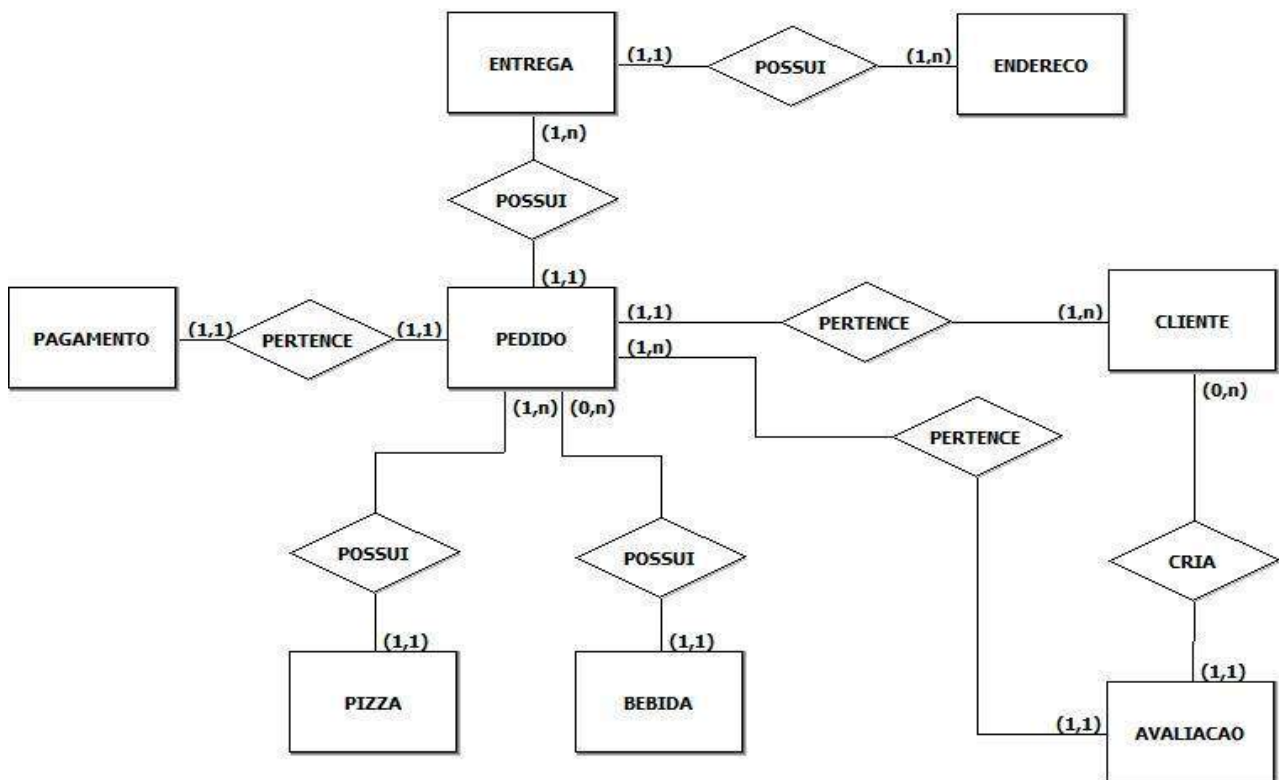 ENTREGA
(1,1)
POSSUI
(1,n)
ENDERECO
(1,n)
POSSUI
(1,1)
PAGAMENTO
(1,1)
PERTENCE
(1,1)
PEDIDO
(1,1)
PERTENCE
(1,n)
CLIENTE
(1,n)
PERTENCE
(1,n)
(0,n)
(0,n)
POSSUI
POSSUI
CRIA
(1,1)
PIZZA
(1,1)
BEBIDA
(1,1)
(1,1)
AVALIACAO